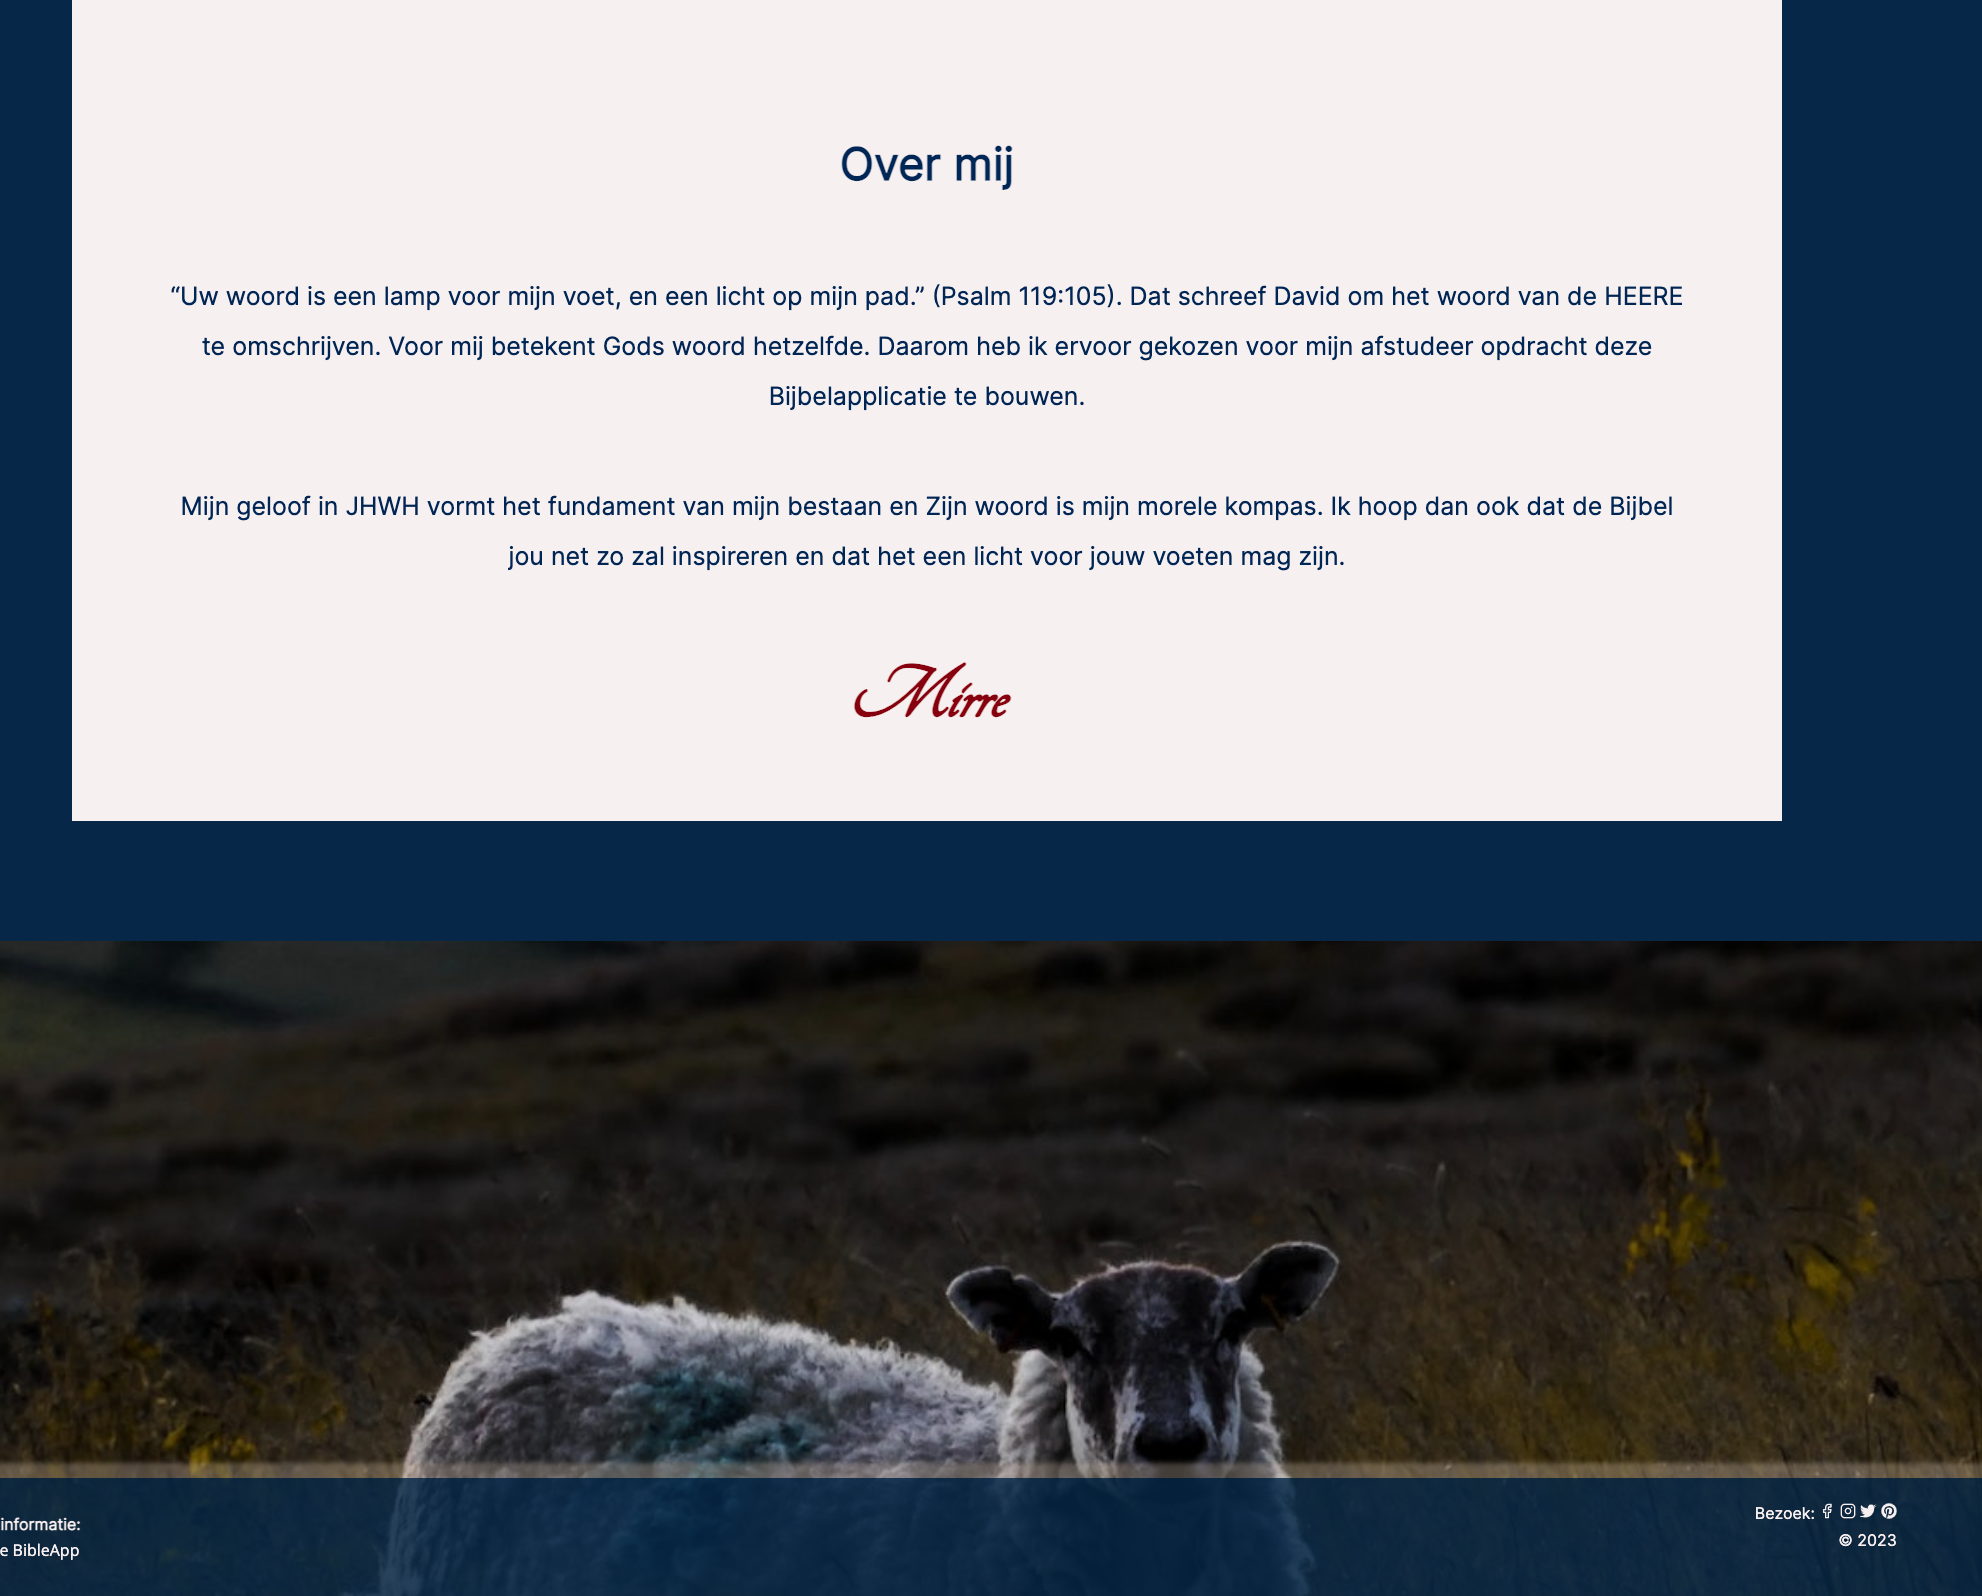 Over mij
“Uw woord is een lamp voor mijn voet, en een licht op mijn pad.” (Psalm 119:105). Dat schreef David om het woord van de HEERE
te omschrijven. Voor mij betekent Gods woord hetzelfde. Daarom heb ik ervoor gekozen voor mijn afstudeer opdracht deze
Bijbelapplicatie te bouwen.
Mijn geloof in JHWH vormt het fundament van mijn bestaan en Zijn woord is mijn morele kompas. Ik hoop dan ook dat de Bijbel
jou net zo zal inspireren en dat het een licht voor jouw voeten mag zijn.
Mirre
informatie:
e BibleApp
Bezoek:
© 2023